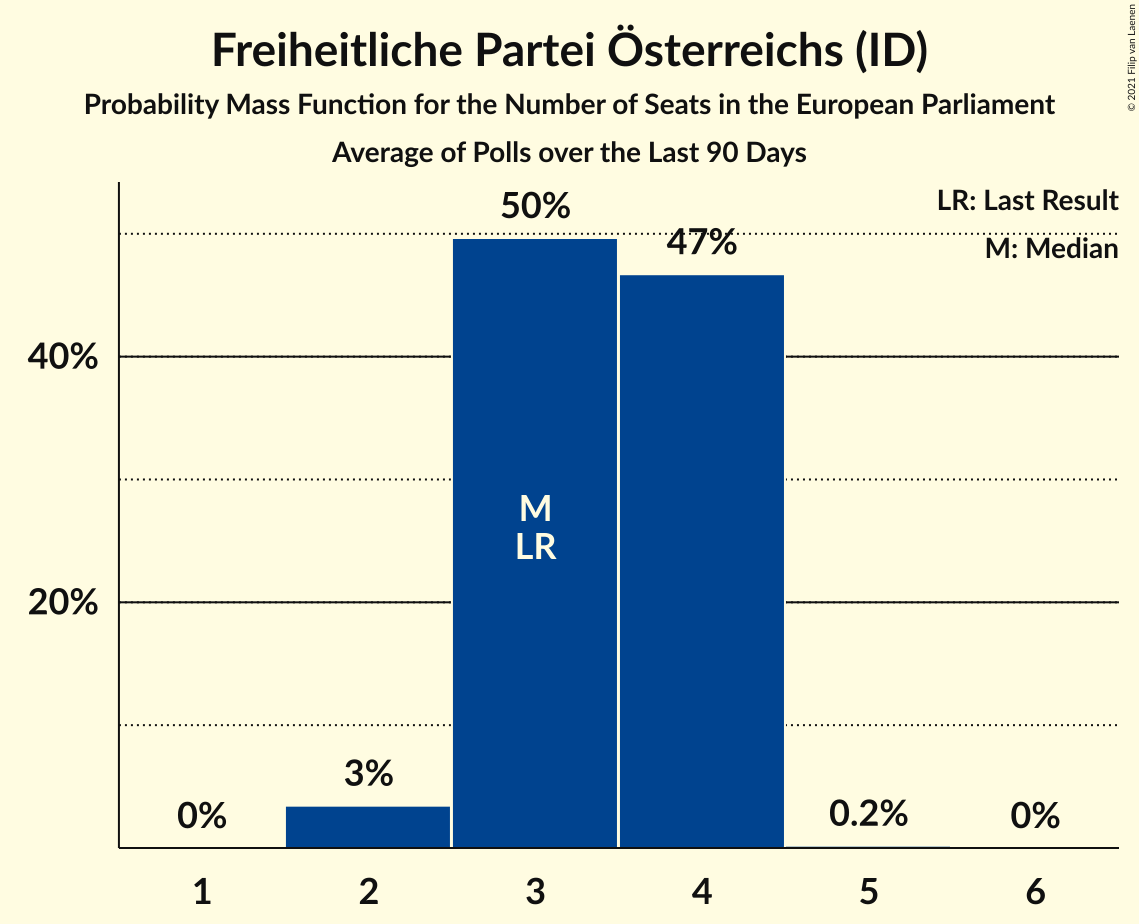 Freiheitliche Partei Österreichs (ID)
Probability Mass Function for the Number of Seats in the European Parliament
Average of Polls over the Last 90 Days
© 2021 Filip van Laenen
LR: Last Result
M: Median
50%
47%
40%
M
LR
20%
3%
0%
0.2%
0%
1 2 3 4 5 6